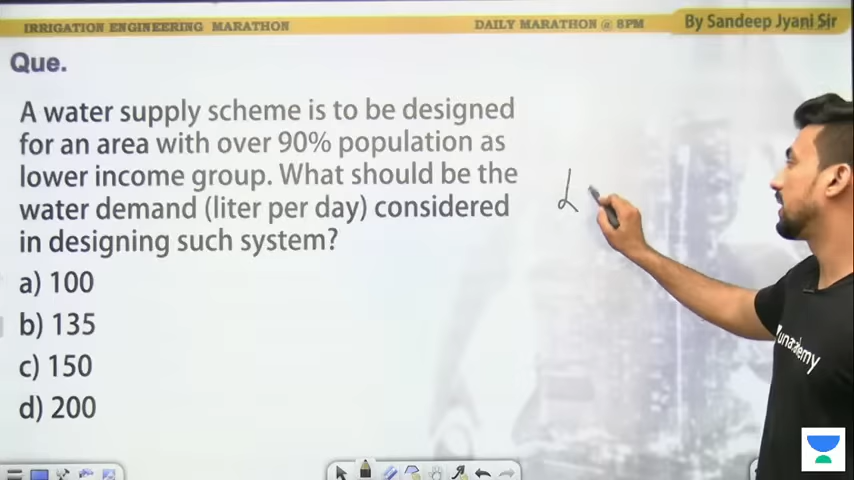 IRRIGATION ENGINEERING MARATHON
DAILY MARATHON @ 8PM
By Sandeep Jyani Sir
Que.
A water supply scheme is to be designed
for an area with over 90% population as
lower income group. What should be the
water demand (liter per day) considered
in designing such system?
a) 100
b) 135
c) 150
d) 200
L
unacademy